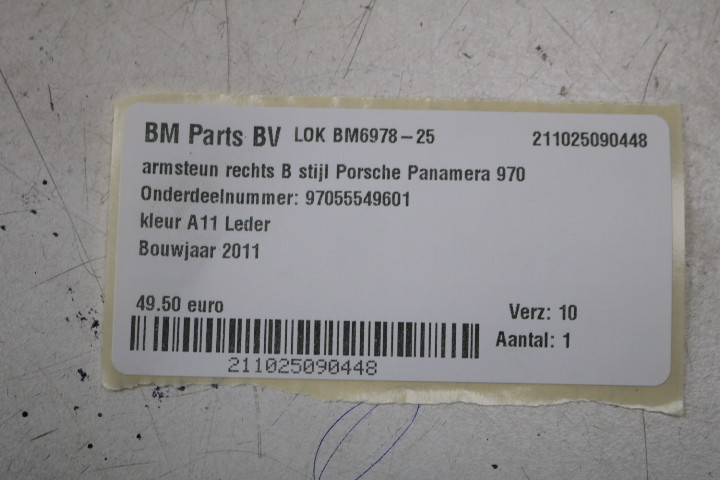 BM Parts BV LOK BM6978-25 211025090448
armsteun rechts B stijl Porsche Panamera 970
Onderdeelnummer: 97055549601
kleur A11 Leder
Bouwjaar 2011
49.50 euro Verz: 10
Aantal: 1
211025090448